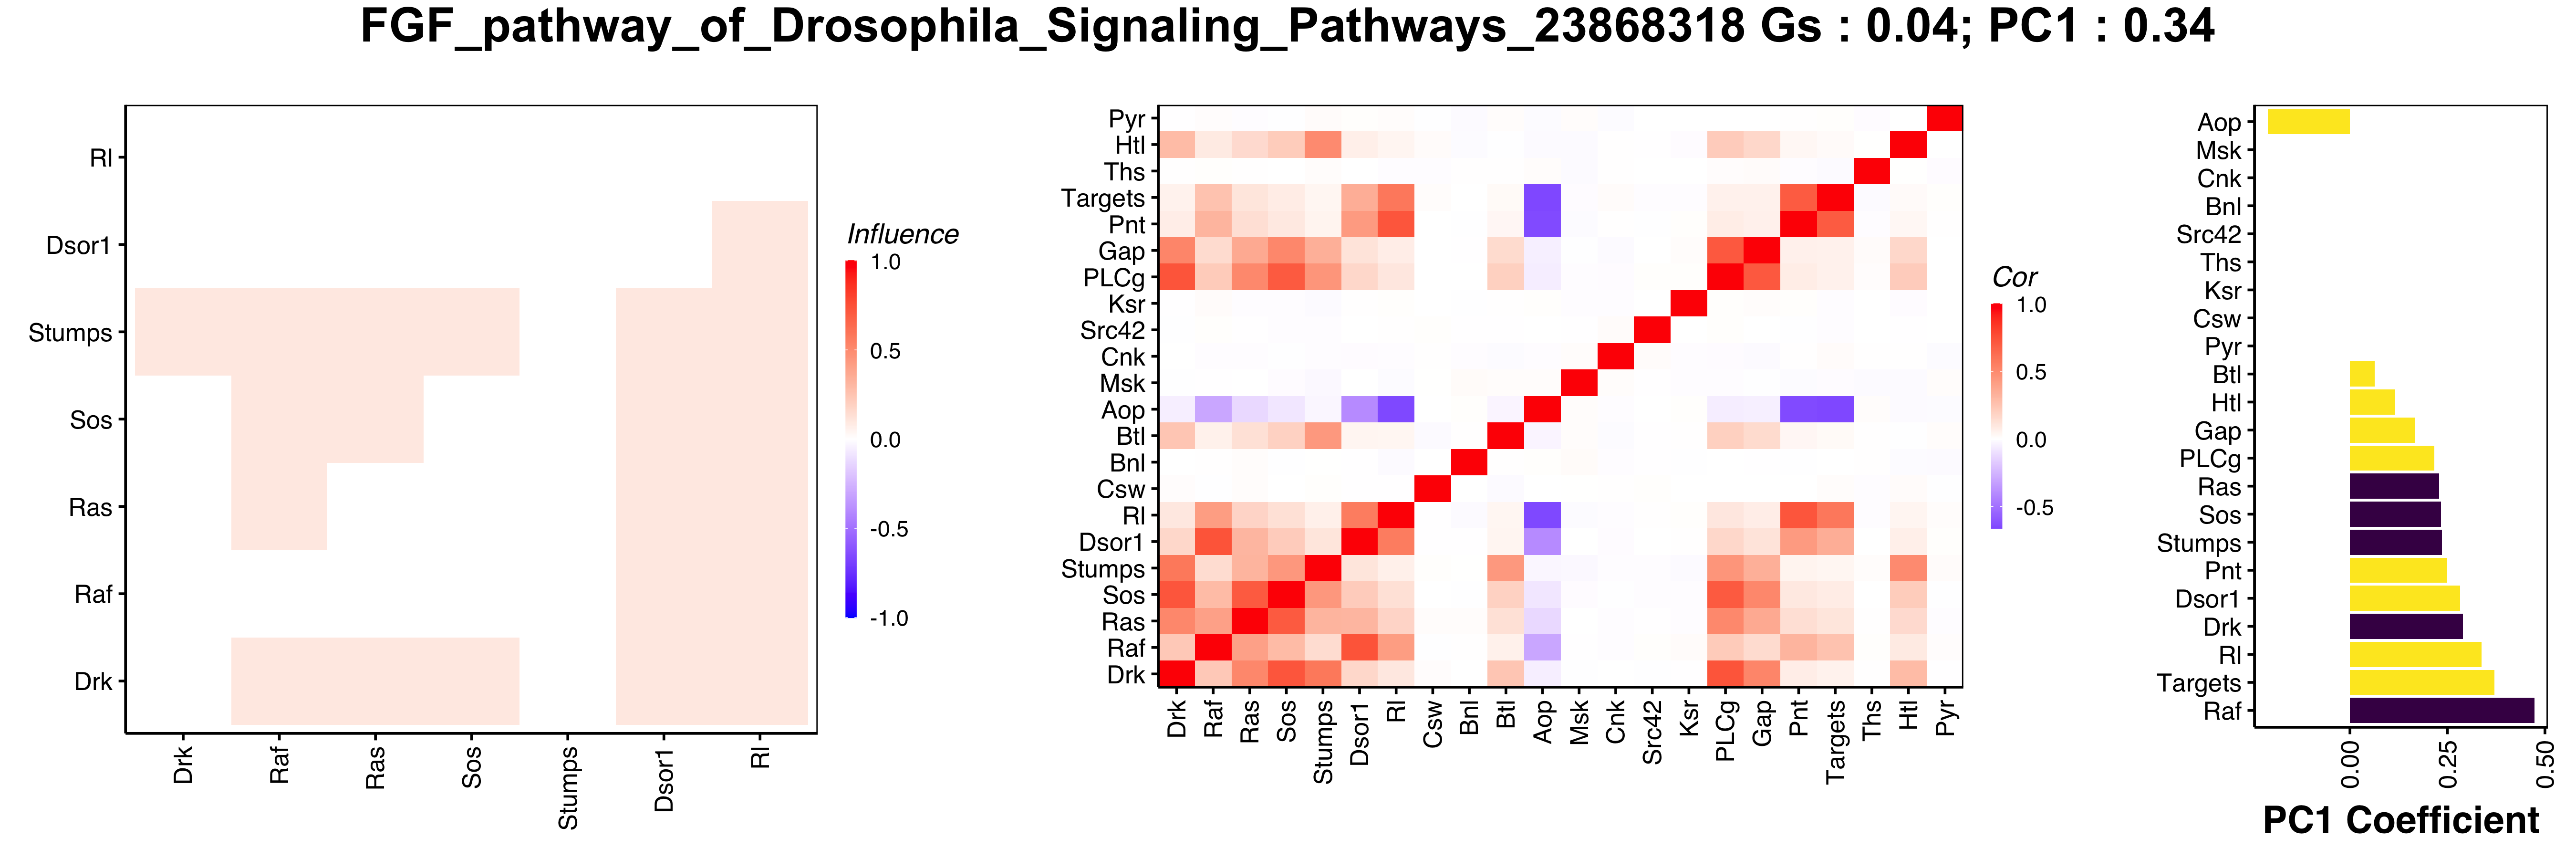 FGF_pathway_of_Drosophila_Signaling_Pathways_23868318 Gs : 0.04; PC1 : 0.34
Rl
Dsor1
Stumps
Sos
Ras
Raf
Drk
Drk
Raf
Ras
Sos
Stumps
Dsor1
Rl
Influence
1.0
0.5
0.0
-0.5
-1.0
Pyr
Htl
Ths
Targets
Pnt
Gap
PLCg
Ksr
Src42
Cnk
Msk
Aop
Btl
Bnl
Csw
Rl
Dsor1
Stumps
Sos
Ras
Raf
Drk
Drk
Raf
Ras
Sos
Stumps
Dsor1
Rl
Csw
Bnl
Btl
Aop
Msk
Cnk
Src42
Ksr
PLCg
Gap
Pnt
Targets
Ths
Htl
Pyr
Cor
1.0
0.5
0.0
-0.5
Aop
Msk
Cnk
Bnl
Src42
Ths
Ksr
Csw
Pyr
Btl
Htl
Gap
PLCg
Ras
Sos
Stumps
Pnt
Dsor1
Drk
Rl
Targets
Raf
0.00
0.25
0.50
PC1 Coefficient